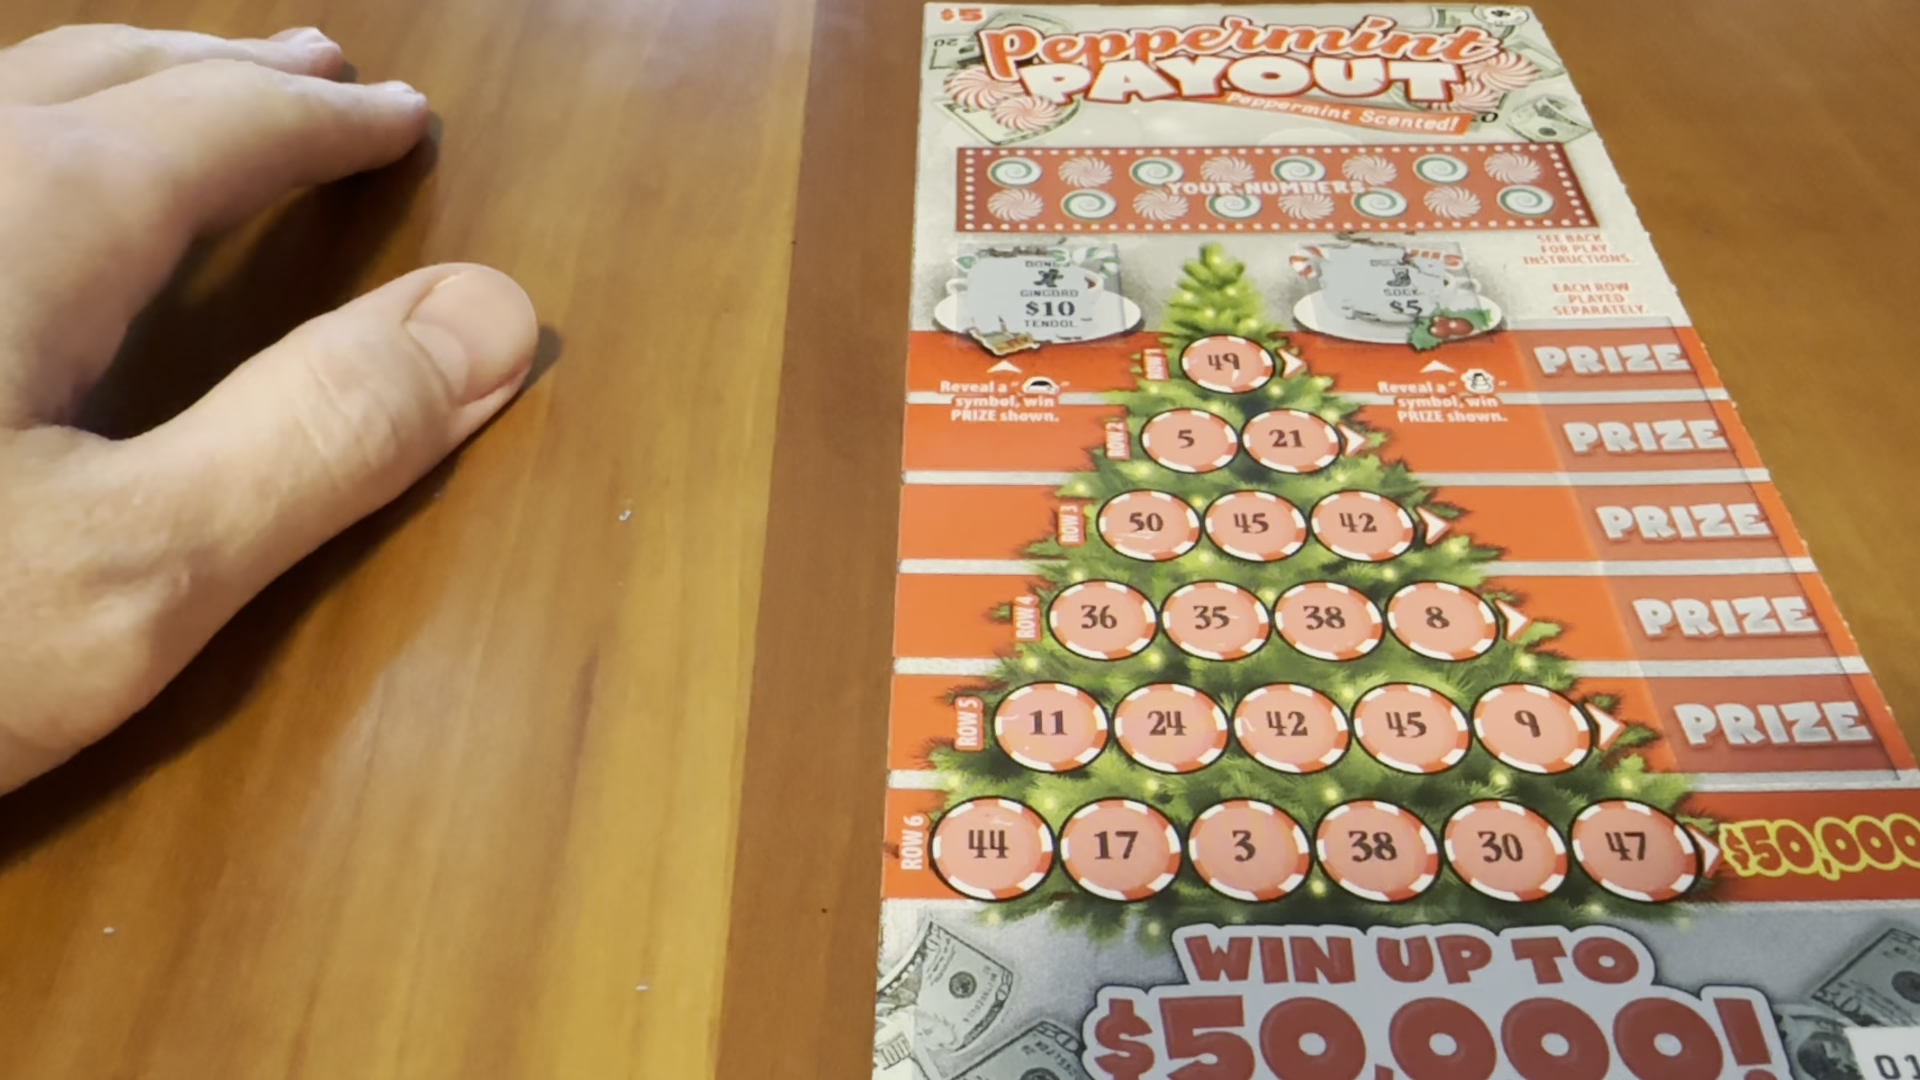 $5
Peppermint
PAYOUT
Peppermint Scented!
YOUR NUMBERS
SEE BACK
FOR PLAY
INSTRUCTIONS.
EACH ROW
PLAYED
SEPARATELY.
GINGBRD
$10
TENDOL
SOCK
$5
Reveal a " "
symbol, win
PRIZE shown.
Reveal a " "
symbol, win
PRIZE shown.
ROW 1 49 PRIZE
ROW 2 5 21 PRIZE
ROW 3 50 45 42 PRIZE
ROW 4 36 35 38 8 PRIZE
ROW 5 11 24 42 45 9 PRIZE
ROW 6 44 17 3 38 30 47 $50,000
WIN UP TO
$50,000!
01